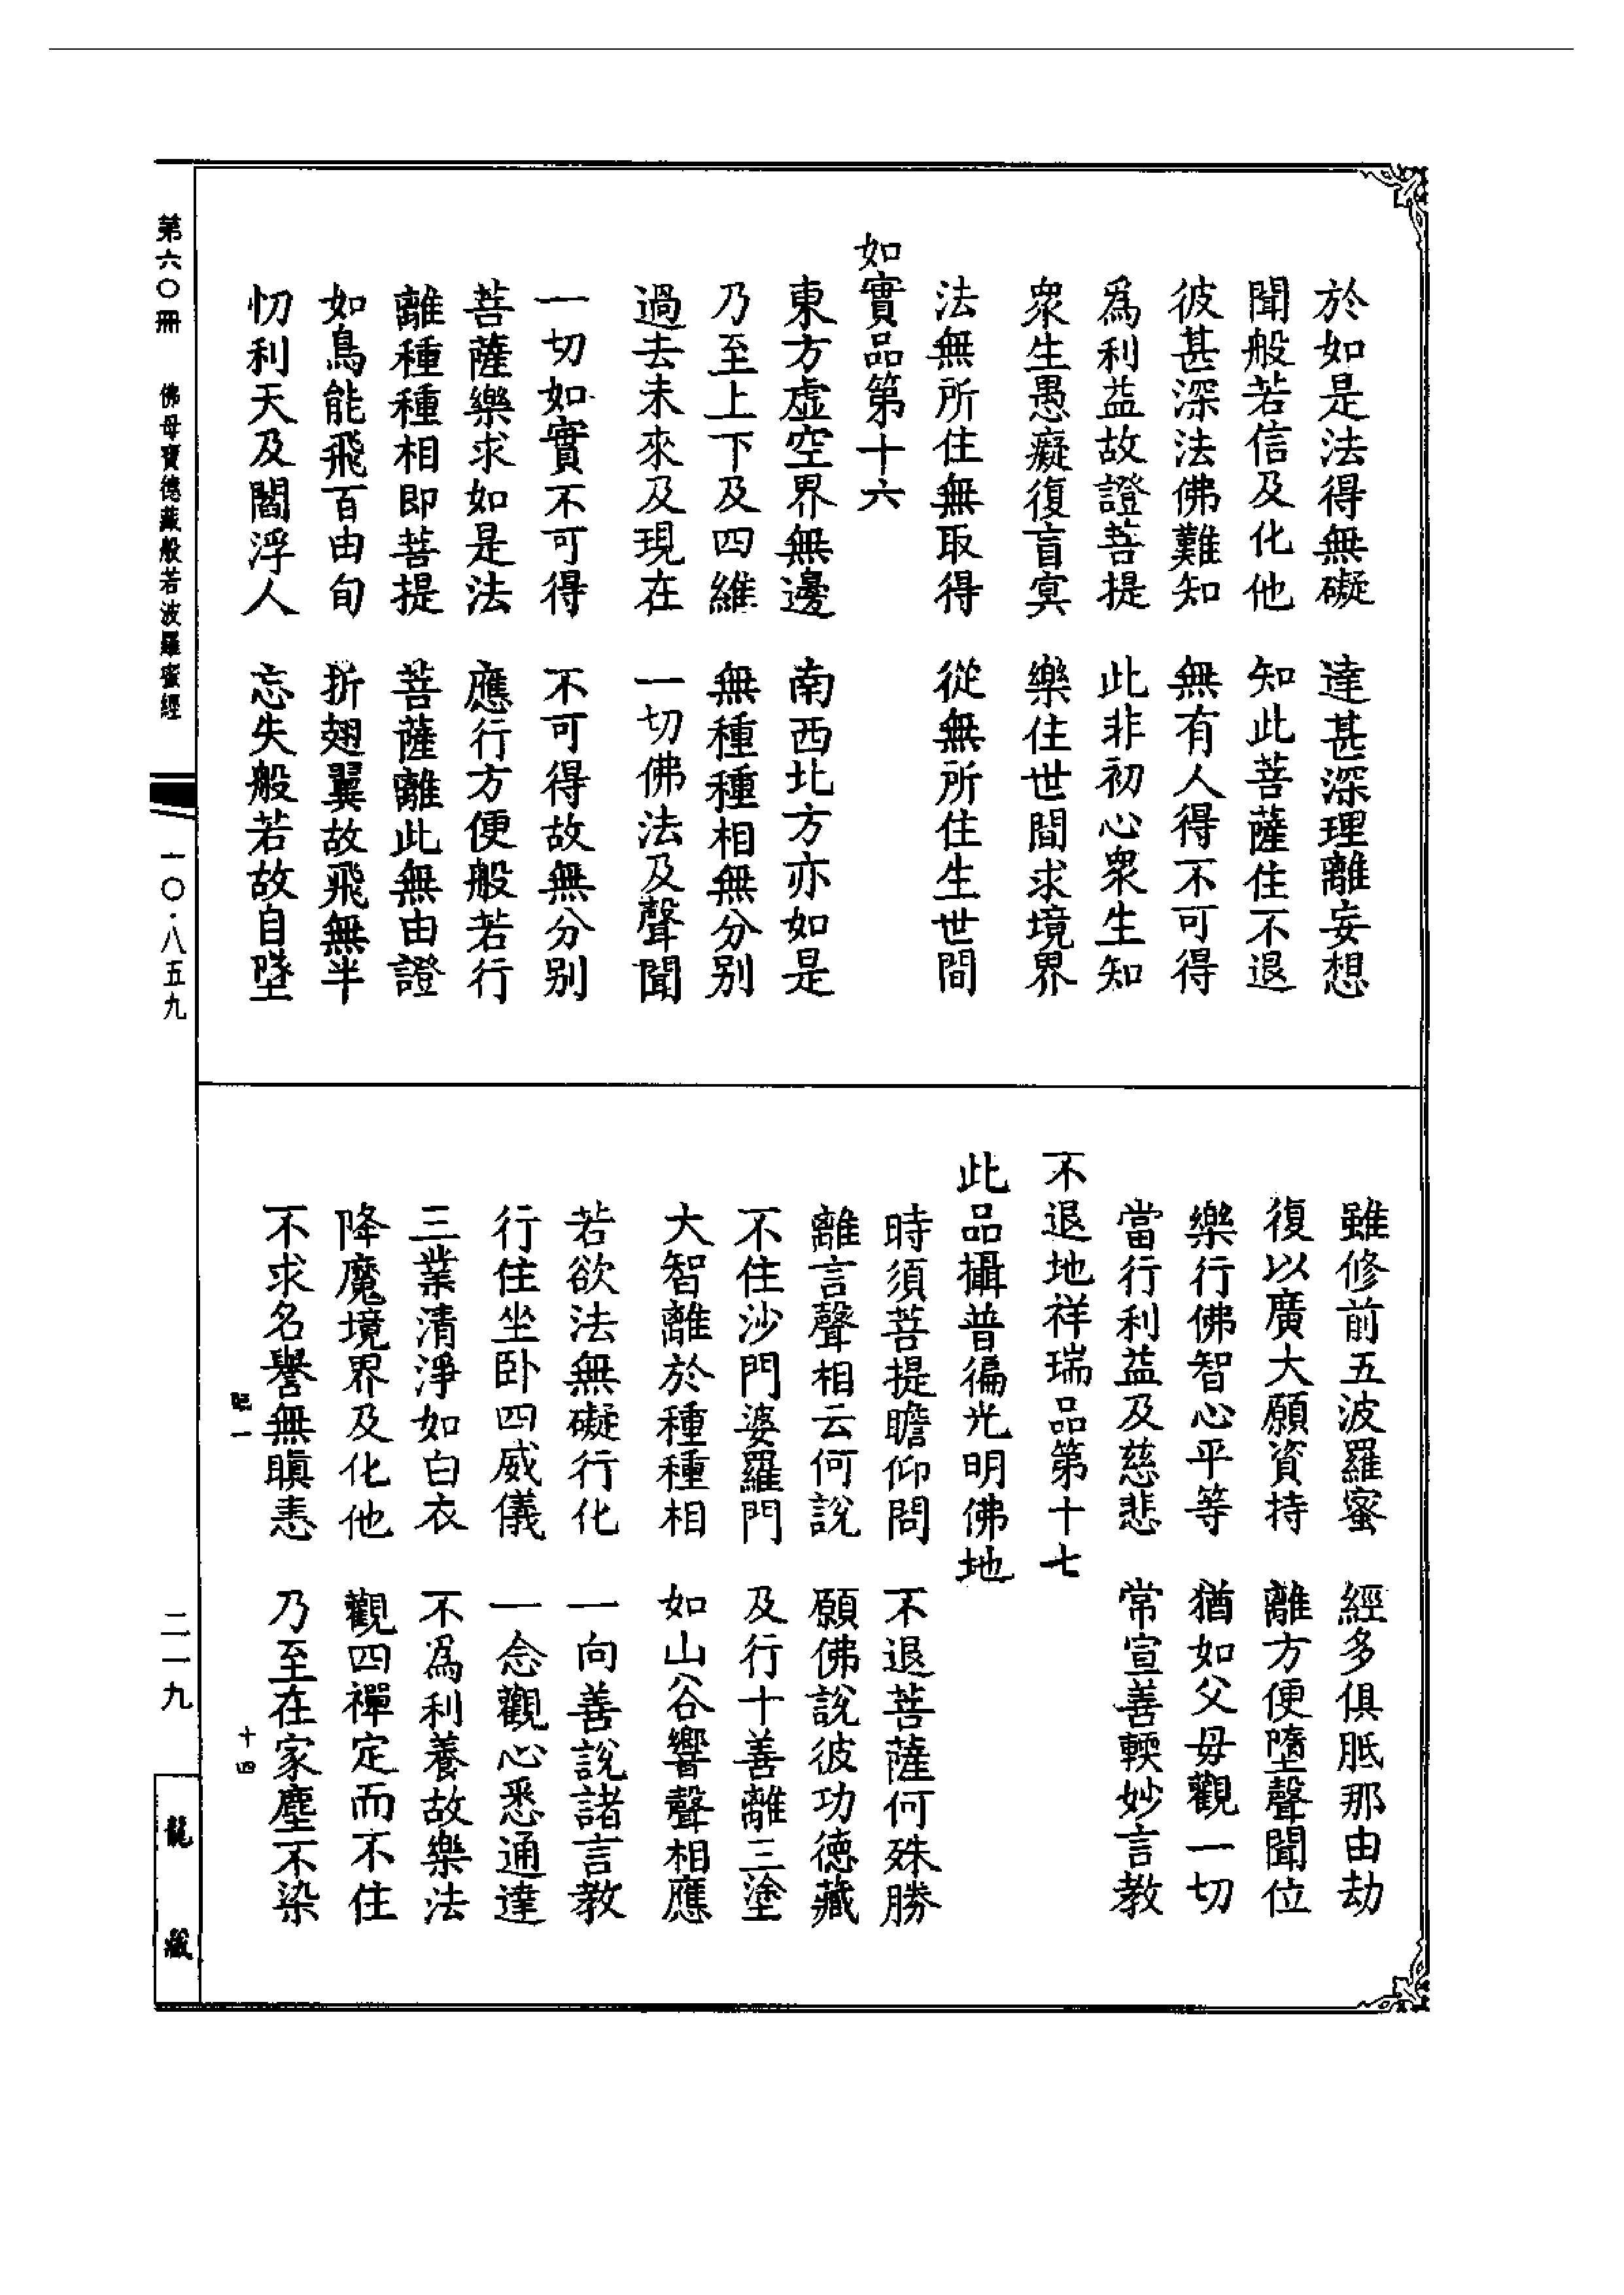 於如是法得無礙　達甚深理離妄想
聞般若信及化他　知此菩薩住不退
彼甚深法佛難知　無有人得不可得
爲利益故證菩提　此非初心衆生知
衆生愚癡復盲冥　樂住世間求境界
法無所住無取得　從無所住生世間
如實品第十六
東方虛空界無邊　南西北方亦如是
乃至上下及四維　無種種相無分別
過去未來及現在　一切佛法及聲聞
一切如實不可得　不可得故無分別
菩薩樂求如是法　應行方便般若行
離種種相即菩提　菩薩離此無由證
如鳥能飛百由旬　折翅翼故飛無半
忉利天及閻浮人　忘失般若故自墜
雖修前五波羅蜜　經多俱胝那由劫
復以廣大願資持　離方便墮聲聞位
樂行佛智心平等　猶如父母觀一切
當行利益及慈悲　常宣善輭妙言教
不退地祥瑞品第十七
此品攝普徧光明佛地
時須菩提瞻仰問　不退菩薩何殊勝
離言聲相云何說　願佛說彼功德藏
不住沙門婆羅門　及行十善離三塗
大智離於種種相　如山谷響聲相應
若欲法無礙行化　一向善說諸言教
行住坐卧四威儀　一念觀心悉通達
三業清淨如白衣　不爲利養故樂法
降魔境界及化他　觀四禪定而不住
不求名譽無瞋恚　乃至在家塵不染
一　十四
第六〇冊　佛母寶德藏般若波羅蜜經　一〇·八五九　二一九　龍藏